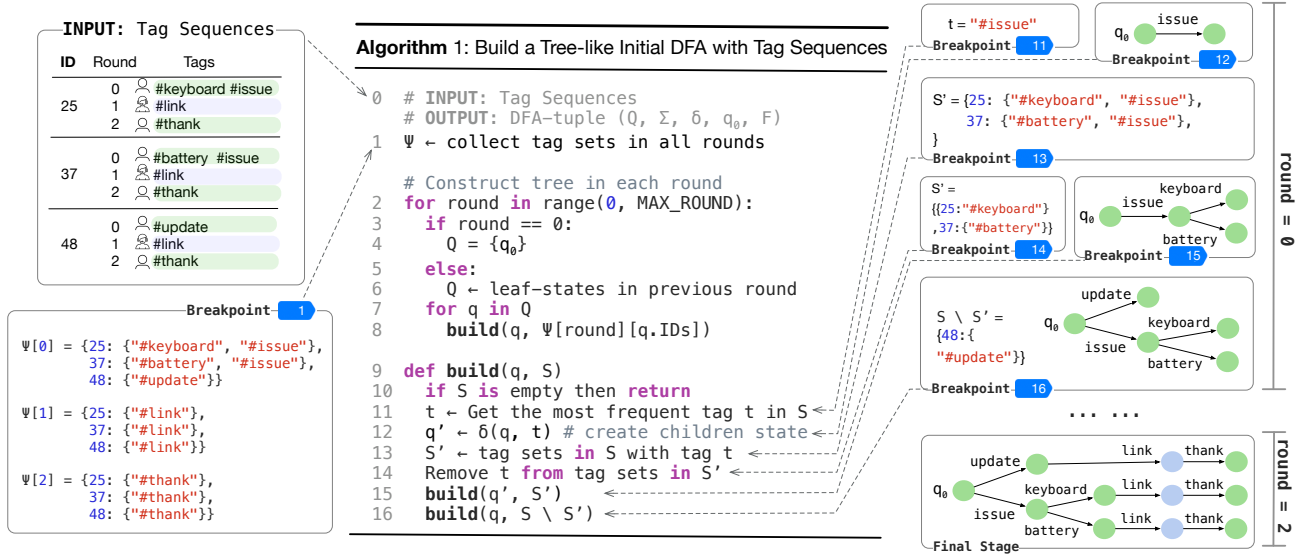 INPUT: Tag Sequences
ID Round Tags
25
0 #keyboard #issue
1 #link
2 #thank
37
0 #battery #issue
1 #link
2 #thank
48
0 #update
1 #link
2 #thank
Breakpoint 1
Ψ[0] = {25: {"#keyboard", "#issue"},
37: {"#battery", "#issue"},
48: {"#update"}}
Ψ[1] = {25: {"#link"},
37: {"#link"},
48: {"#link"}}
Ψ[2] = {25: {"#thank"},
37: {"#thank"},
48: {"#thank"}}
Algorithm 1: Build a Tree-like Initial DFA with Tag Sequences
0 # INPUT: Tag Sequences
# OUTPUT: DFA-tuple (Q, Σ, δ, q₀, F)
1 Ψ ← collect tag sets in all rounds
# Construct tree in each round
2 for round in range(0, MAX_ROUND):
3 if round == 0:
4 Q = {q₀}
5 else:
6 Q ← leaf-states in previous round
7 for q in Q
8 build(q, Ψ[round][q.IDs])
9 def build(q, S)
10 if S is empty then return
11 t ← Get the most frequent tag t in S
12 q' ← δ(q, t) # create children state
13 S' ← tag sets in S with tag t
14 Remove t from tag sets in S'
15 build(q', S')
16 build(q, S \ S')
t = "#issue"
Breakpoint 11
q₀ issue
Breakpoint 12
S' = {25: {"#keyboard", "#issue"},
37: {"#battery", "#issue"},
}
Breakpoint 13
S' =
{{25:"#keyboard"}
,37:{"#battery"}}
Breakpoint 14
keyboard
issue
q₀
battery
Breakpoint 15
update
S \ S' =
{48:{
"#update"}}
q₀
keyboard
issue
battery
Breakpoint 16
round = 0
... ...
link thank
update
q₀
keyboard link thank
issue
battery link thank
Final Stage
round = 2